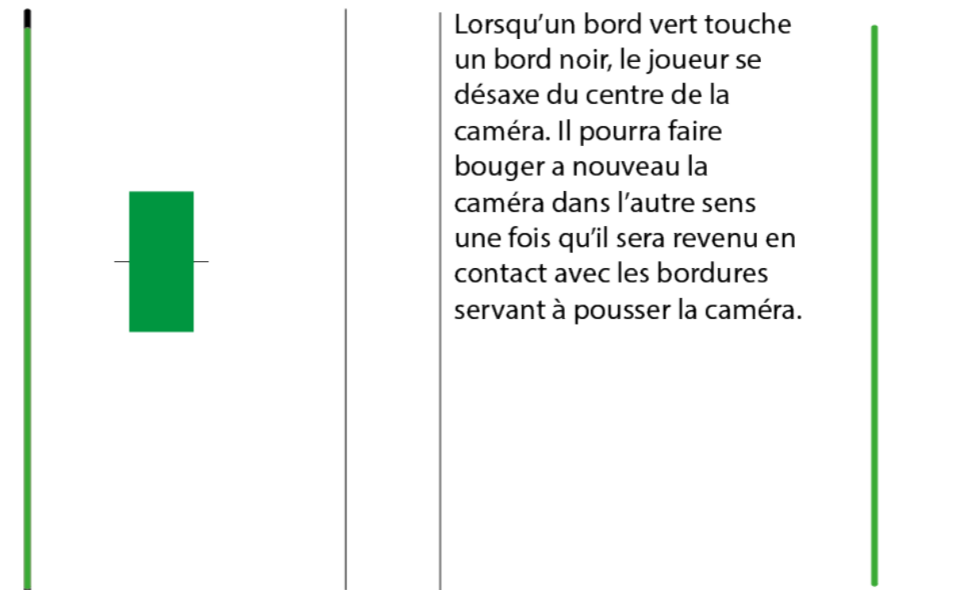 Lorsqu’un bord vert touche
un bord noir, le joueur se
désaxe du centre de la
caméra. Il pourra faire
bouger a nouveau la
caméra dans l’autre sens
une fois qu’il sera revenu en
contact avec les bordures
servant à pousser la caméra.